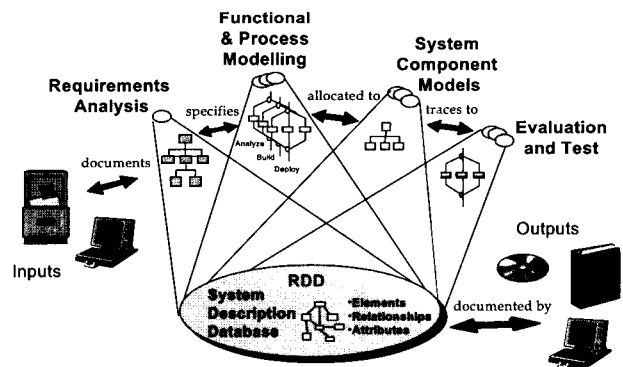 Functional
& Process
Modelling
System
Component
Models
Requirements
Analysis
specifies
allocated to
traces to
Evaluation
and Test
documents
Analyze
Build
Deploy
Inputs
Outputs
RDD
System
Description
Database
•Elements
•Relationships
•Attributes
documented by